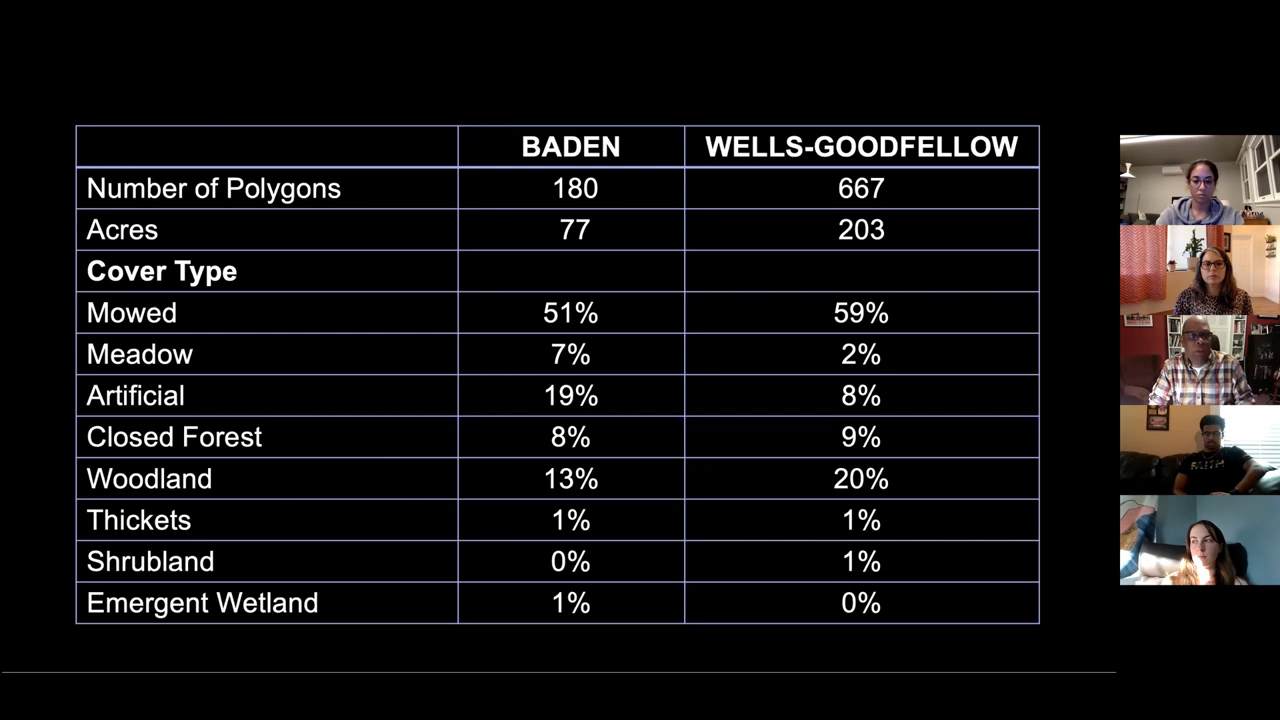 BADEN WELLS-GOODFELLOW
Number of Polygons 180 667
Acres 77 203
Cover Type
Mowed 51% 59%
Meadow 7% 2%
Artificial 19% 8%
Closed Forest 8% 9%
Woodland 13% 20%
Thickets 1% 1%
Shrubland 0% 1%
Emergent Wetland 1% 0%
FAITH